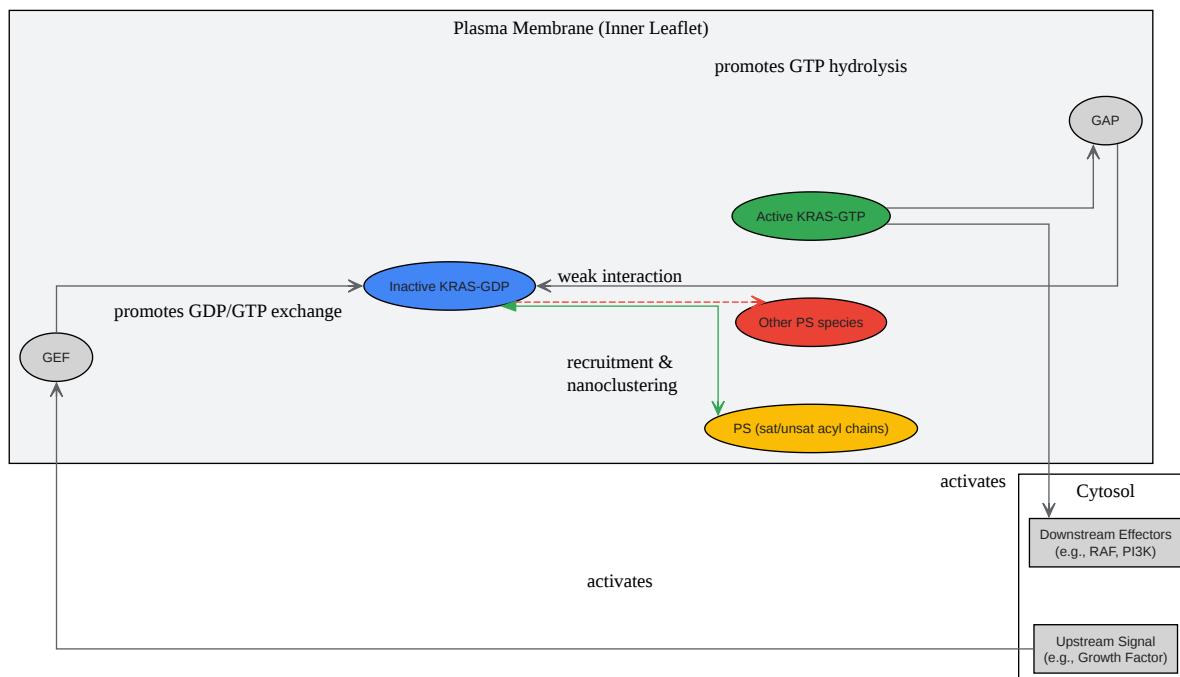 Plasma Membrane (Inner Leaflet)
promotes GTP hydrolysis
GAP
Active KRAS-GTP
weak interaction
Inactive KRAS-GDP
promotes GDP/GTP exchange
Other PS species
GEF
recruitment &
nanoclustering
PS (sat/unsat acyl chains)
activates
Cytosol
Downstream Effectors
(e.g., RAF, PI3K)
activates
Upstream Signal
(e.g., Growth Factor)